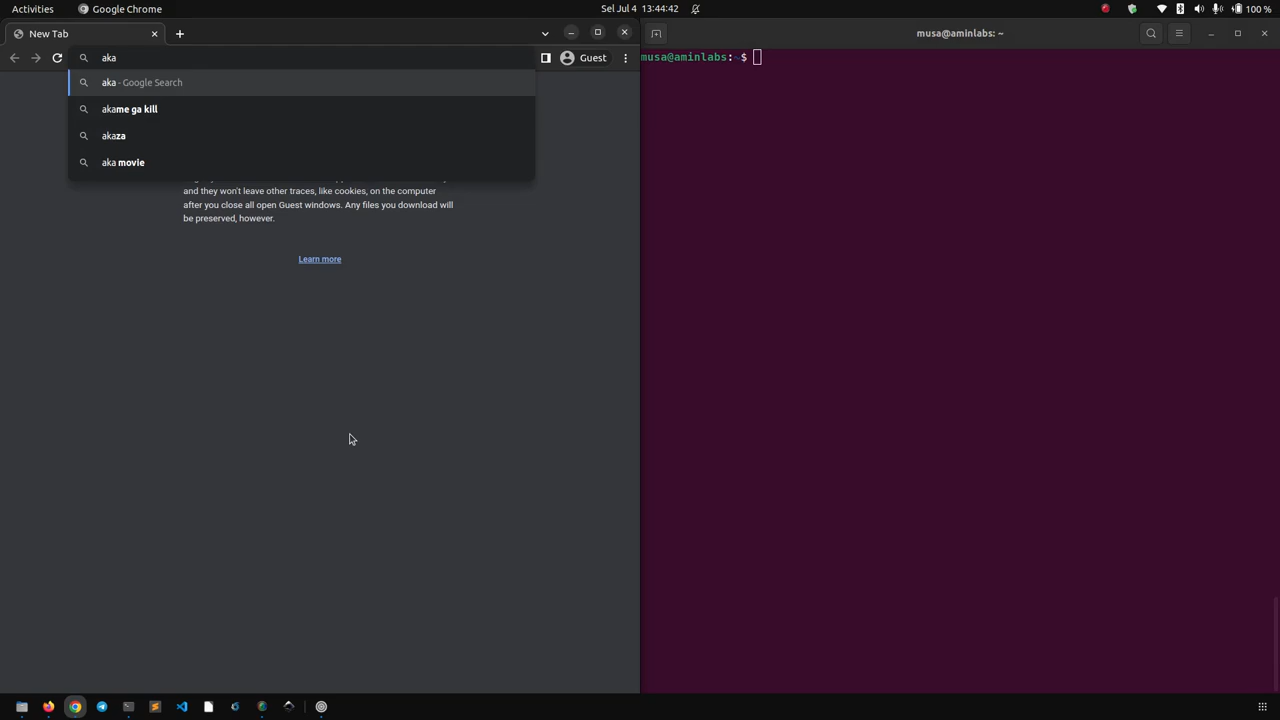 Activities
Google Chrome
Sel Jul 4 13:44:42
100 %
New Tab
musa@aminlabs: ~
aka
Guest
musa@aminlabs:~$
aka - Google Search
akame ga kill
akaza
aka movie
and they won't leave other traces, like cookies, on the computer
after you close all open Guest windows. Any files you download will
be preserved, however.
Learn more